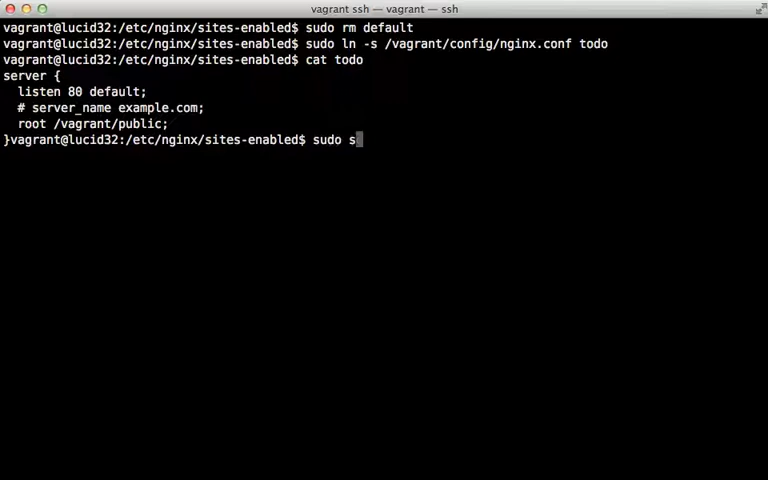 vagrant ssh — vagrant — ssh
vagrant@lucid32:/etc/nginx/sites-enabled$ sudo rm default
vagrant@lucid32:/etc/nginx/sites-enabled$ sudo ln -s /vagrant/config/nginx.conf todo
vagrant@lucid32:/etc/nginx/sites-enabled$ cat todo
server {
  listen 80 default;
  # server_name example.com;
  root /vagrant/public;
}vagrant@lucid32:/etc/nginx/sites-enabled$ sudo s